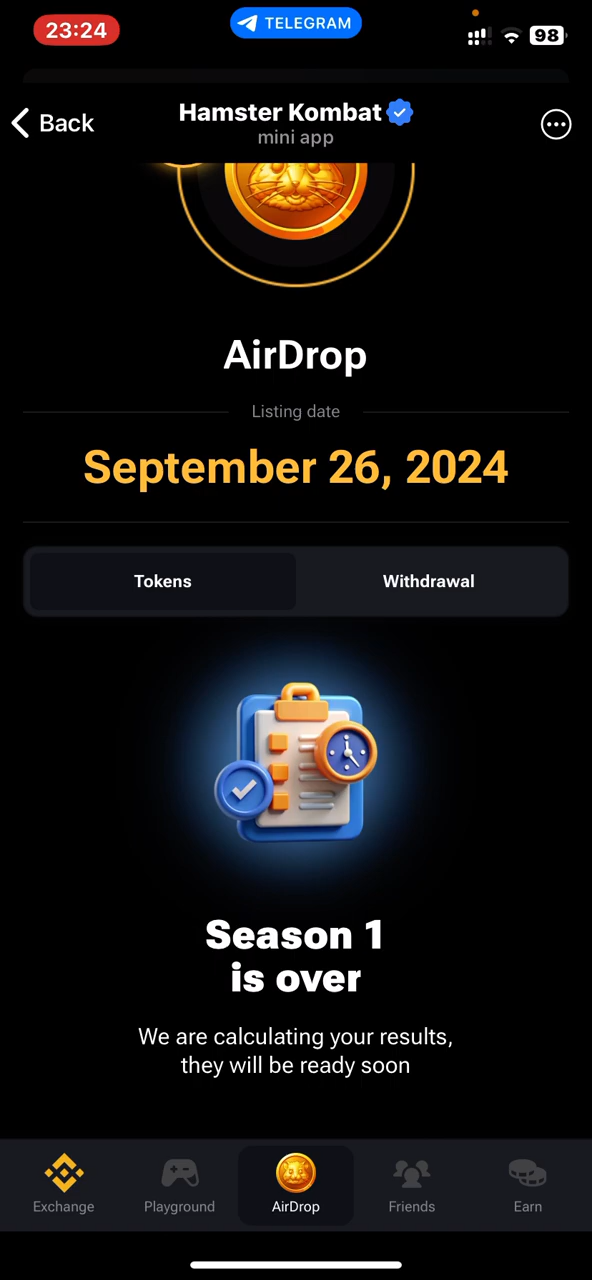 23:24
TELEGRAM
98
Back
Hamster Kombat
mini app
AirDrop
Listing date
September 26, 2024
Tokens
Withdrawal
Season 1
is over
We are calculating your results,
they will be ready soon
Exchange
Playground
AirDrop
Friends
Earn